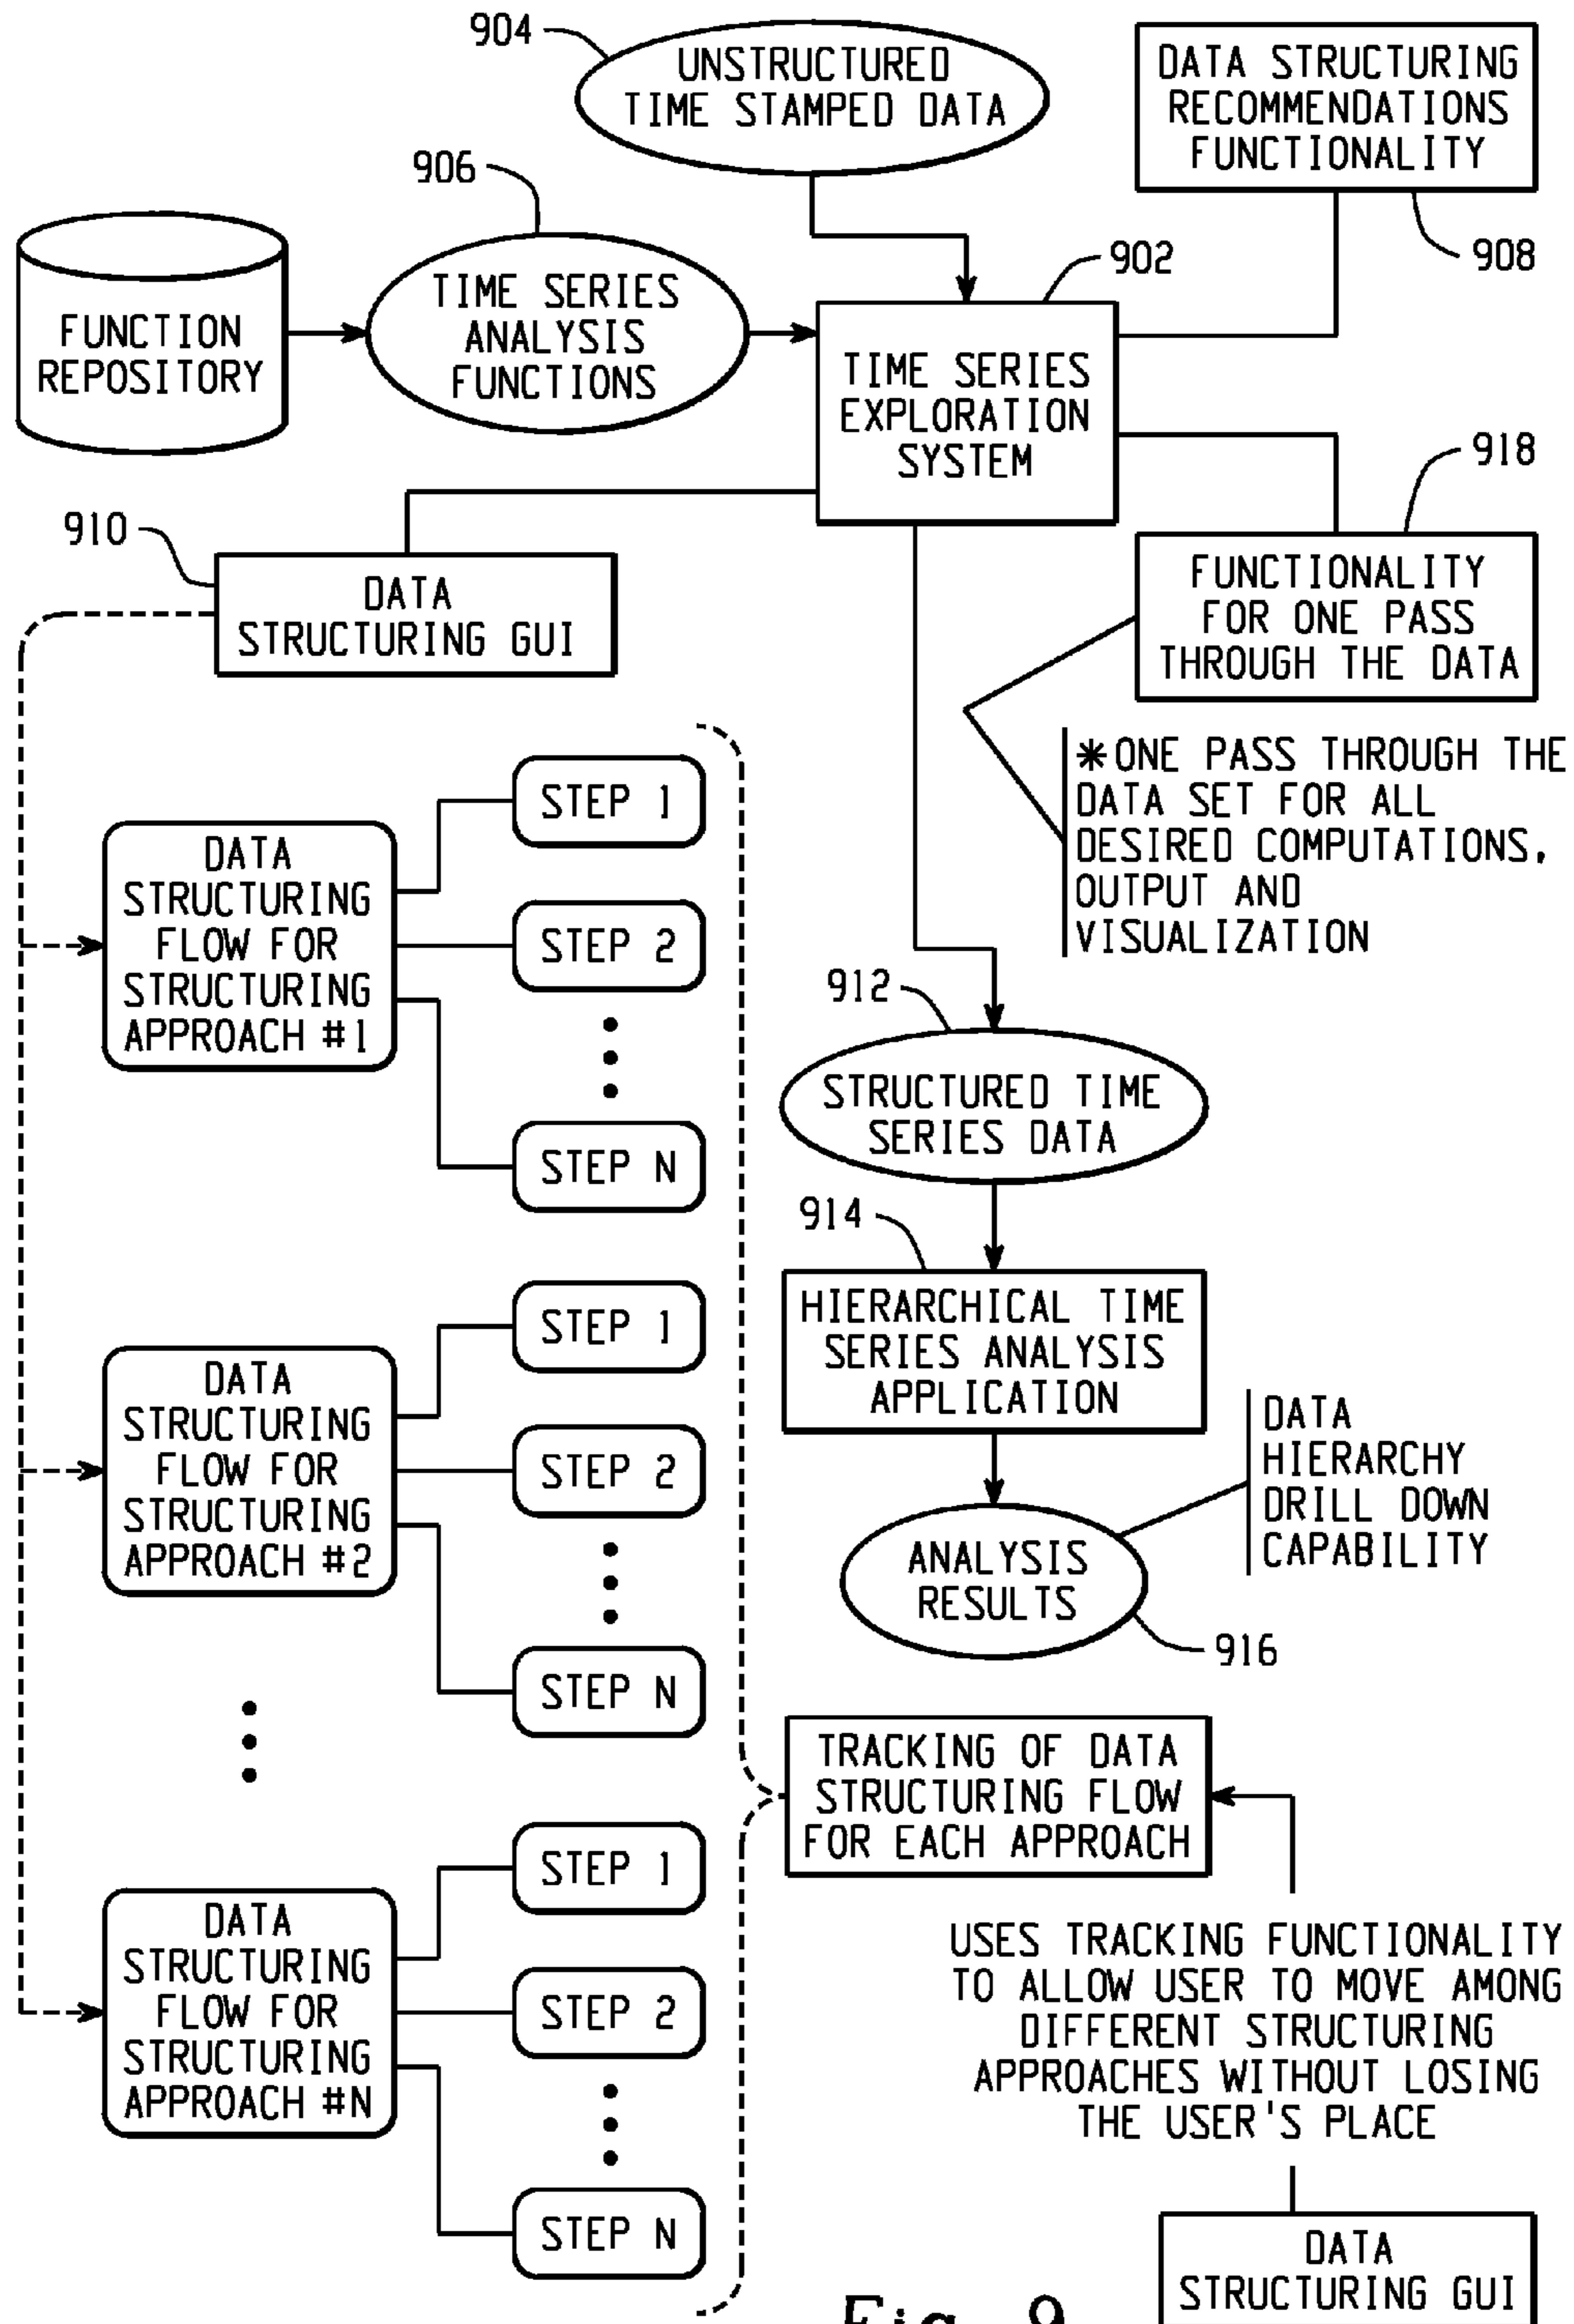 904
UNSTRUCTURED
TIME STAMPED DATA
DATA STRUCTURING
RECOMMENDATIONS
FUNCTIONALITY
908
906
FUNCTION
REPOSITORY
TIME SERIES
ANALYSIS
FUNCTIONS
902
TIME SERIES
EXPLORATION
SYSTEM
918
FUNCTIONALITY
FOR ONE PASS
THROUGH THE DATA
*ONE PASS THROUGH THE
DATA SET FOR ALL
DESIRED COMPUTATIONS,
OUTPUT AND
VISUALIZATION
910
DATA
STRUCTURING GUI
DATA
STRUCTURING
FLOW FOR
STRUCTURING
APPROACH #1
STEP 1
STEP 2
STEP N
DATA
STRUCTURING
FLOW FOR
STRUCTURING
APPROACH #2
STEP 1
STEP 2
STEP N
DATA
STRUCTURING
FLOW FOR
STRUCTURING
APPROACH #N
STEP 1
STEP 2
STEP N
912
STRUCTURED TIME
SERIES DATA
914
HIERARCHICAL TIME
SERIES ANALYSIS
APPLICATION
DATA
HIERARCHY
DRILL DOWN
CAPABILITY
ANALYSIS
RESULTS
916
TRACKING OF DATA
STRUCTURING FLOW
FOR EACH APPROACH
USES TRACKING FUNCTIONALITY
TO ALLOW USER TO MOVE AMONG
DIFFERENT STRUCTURING
APPROACHES WITHOUT LOSING
THE USER'S PLACE
DATA
STRUCTURING GUI
Fig. 9